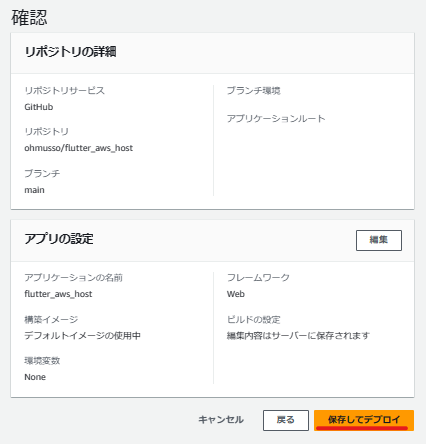 確認
リポジトリの詳細
リポジトリサービス
GitHub
リポジトリ
ohmusso/flutter_aws_host
ブランチ
main
ブランチ環境
アプリケーションルート
アプリの設定
編集
アプリケーションの名前
flutter_aws_host
構築イメージ
デフォルトイメージの使用中
環境変数
None
フレームワーク
Web
ビルドの設定
編集内容はサーバーに保存されます
キャンセル
戻る
保存してデプロイ